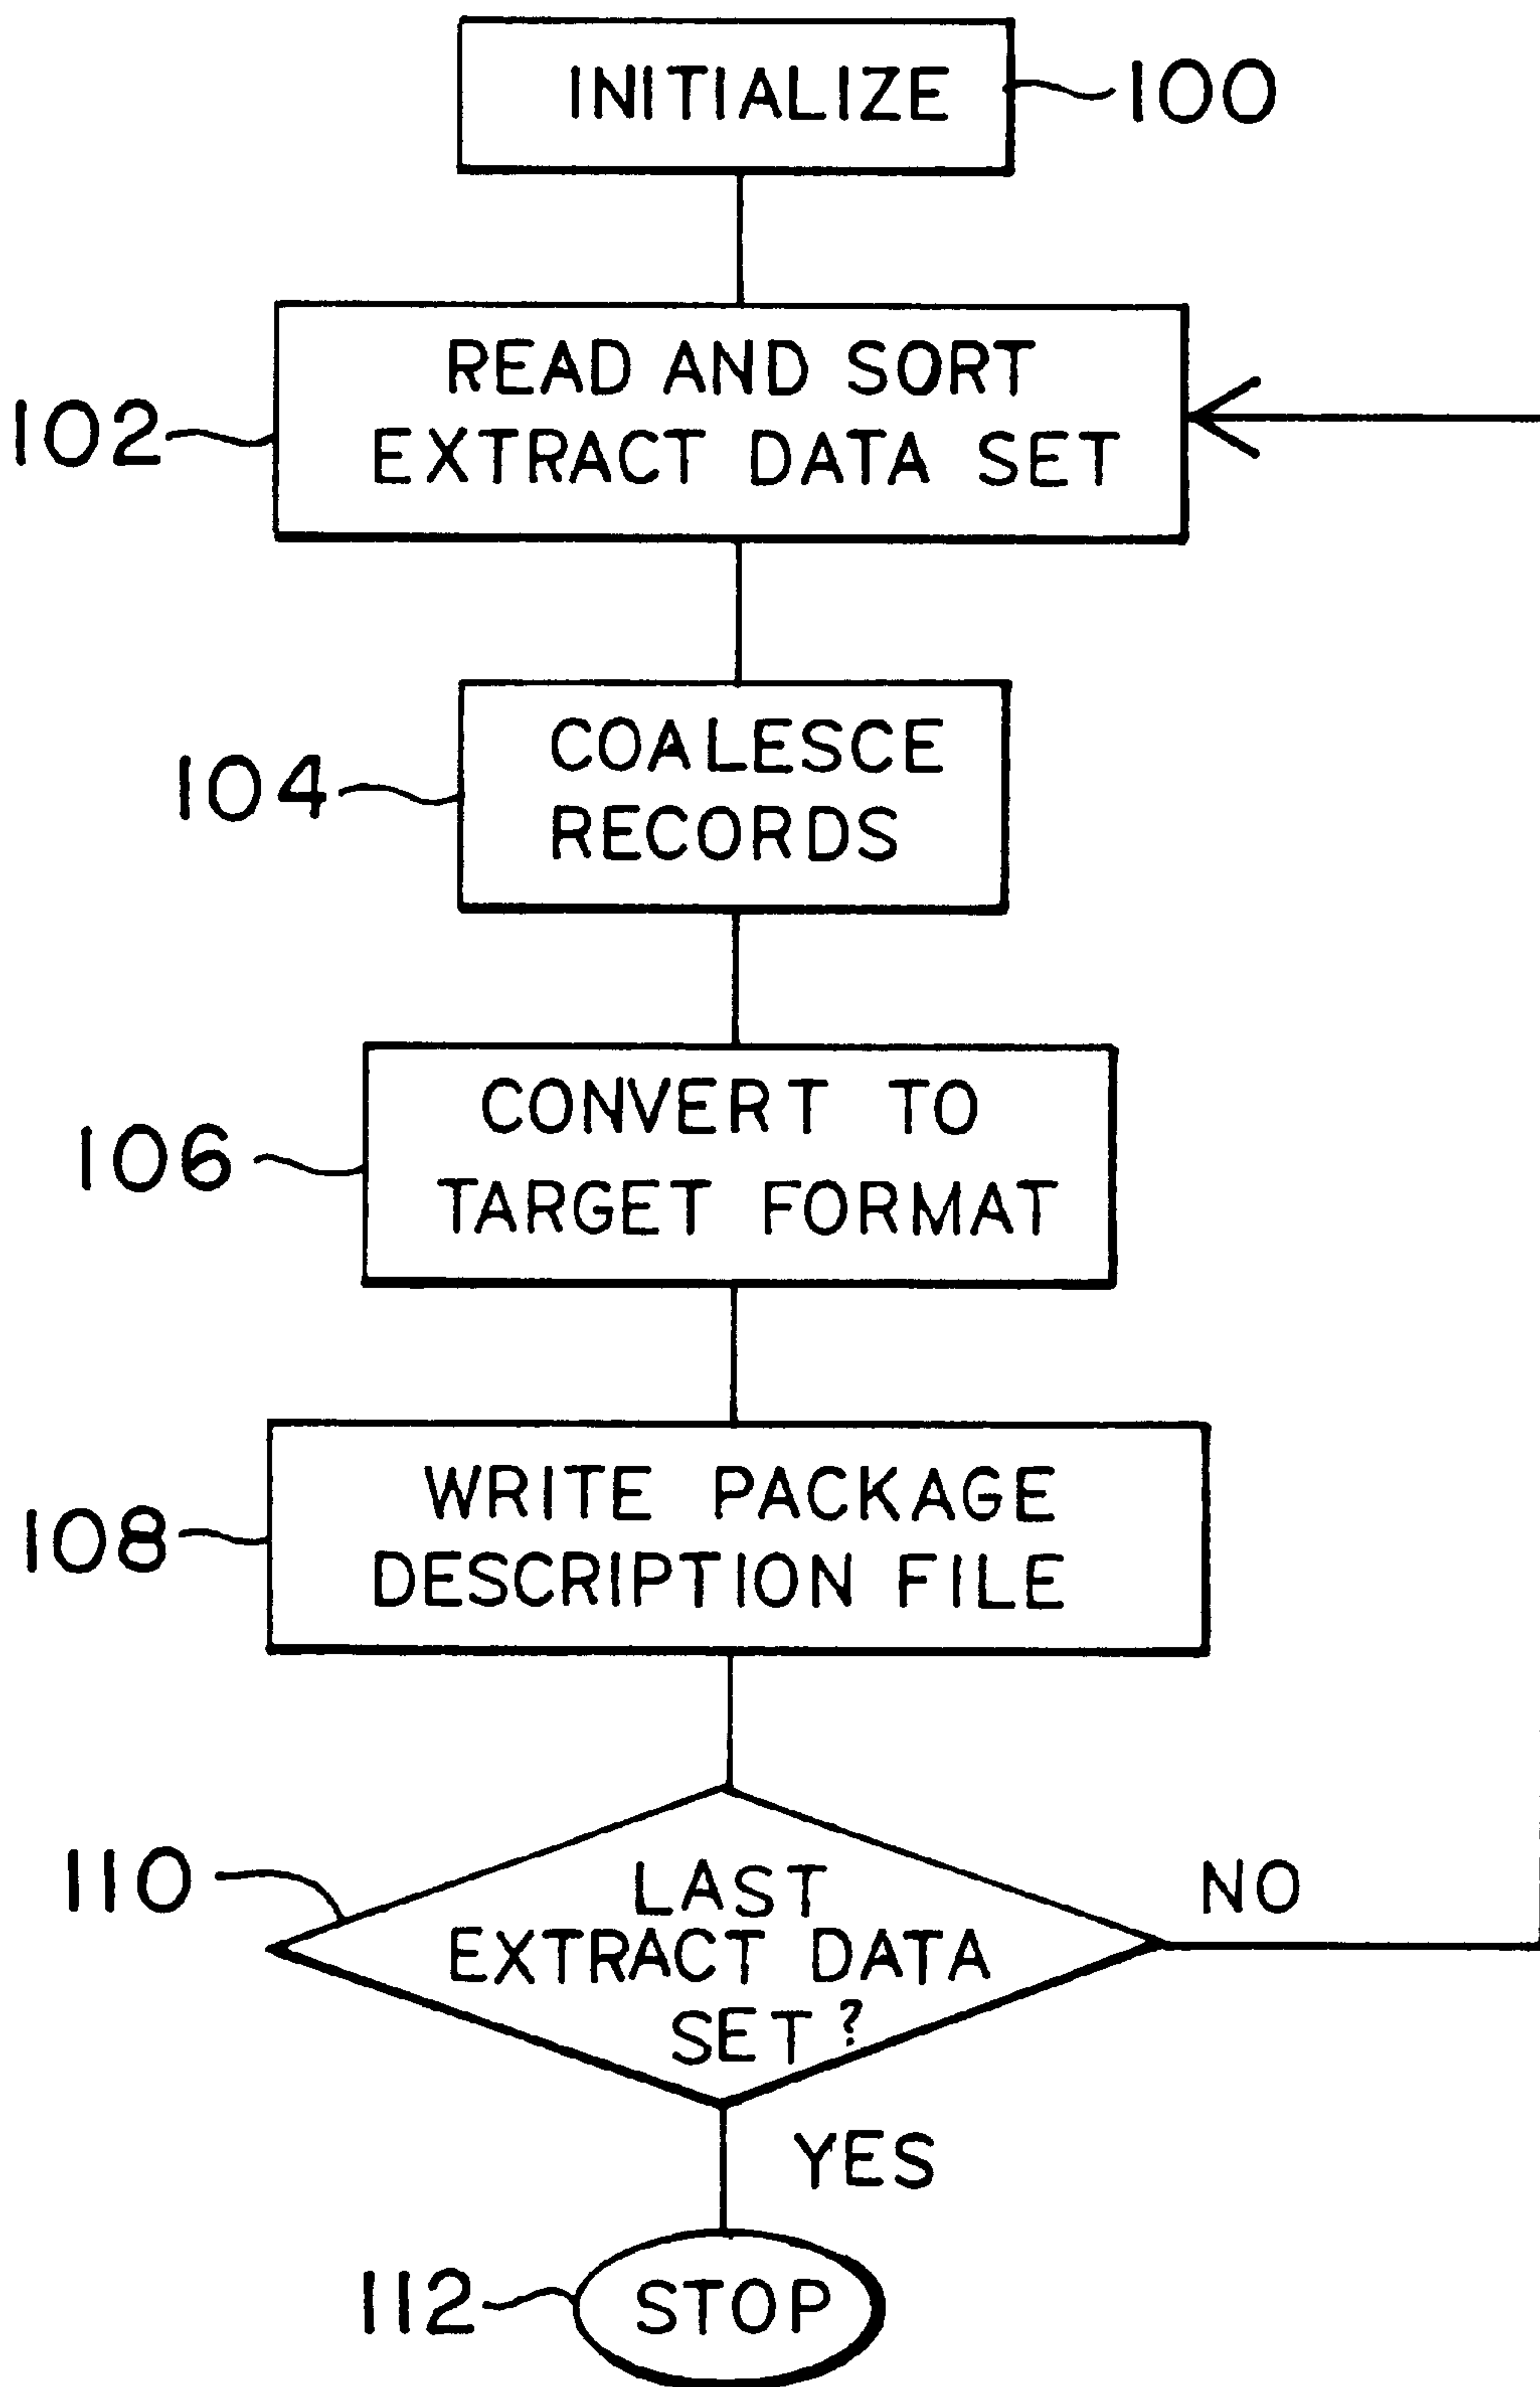 INITIALIZE
100
READ AND SORT
EXTRACT DATA SET
102
COALESCE
RECORDS
104
CONVERT TO
TARGET FORMAT
106
WRITE PACKAGE
DESCRIPTION FILE
108
LAST
EXTRACT DATA
SET?
110
NO
YES
STOP
112